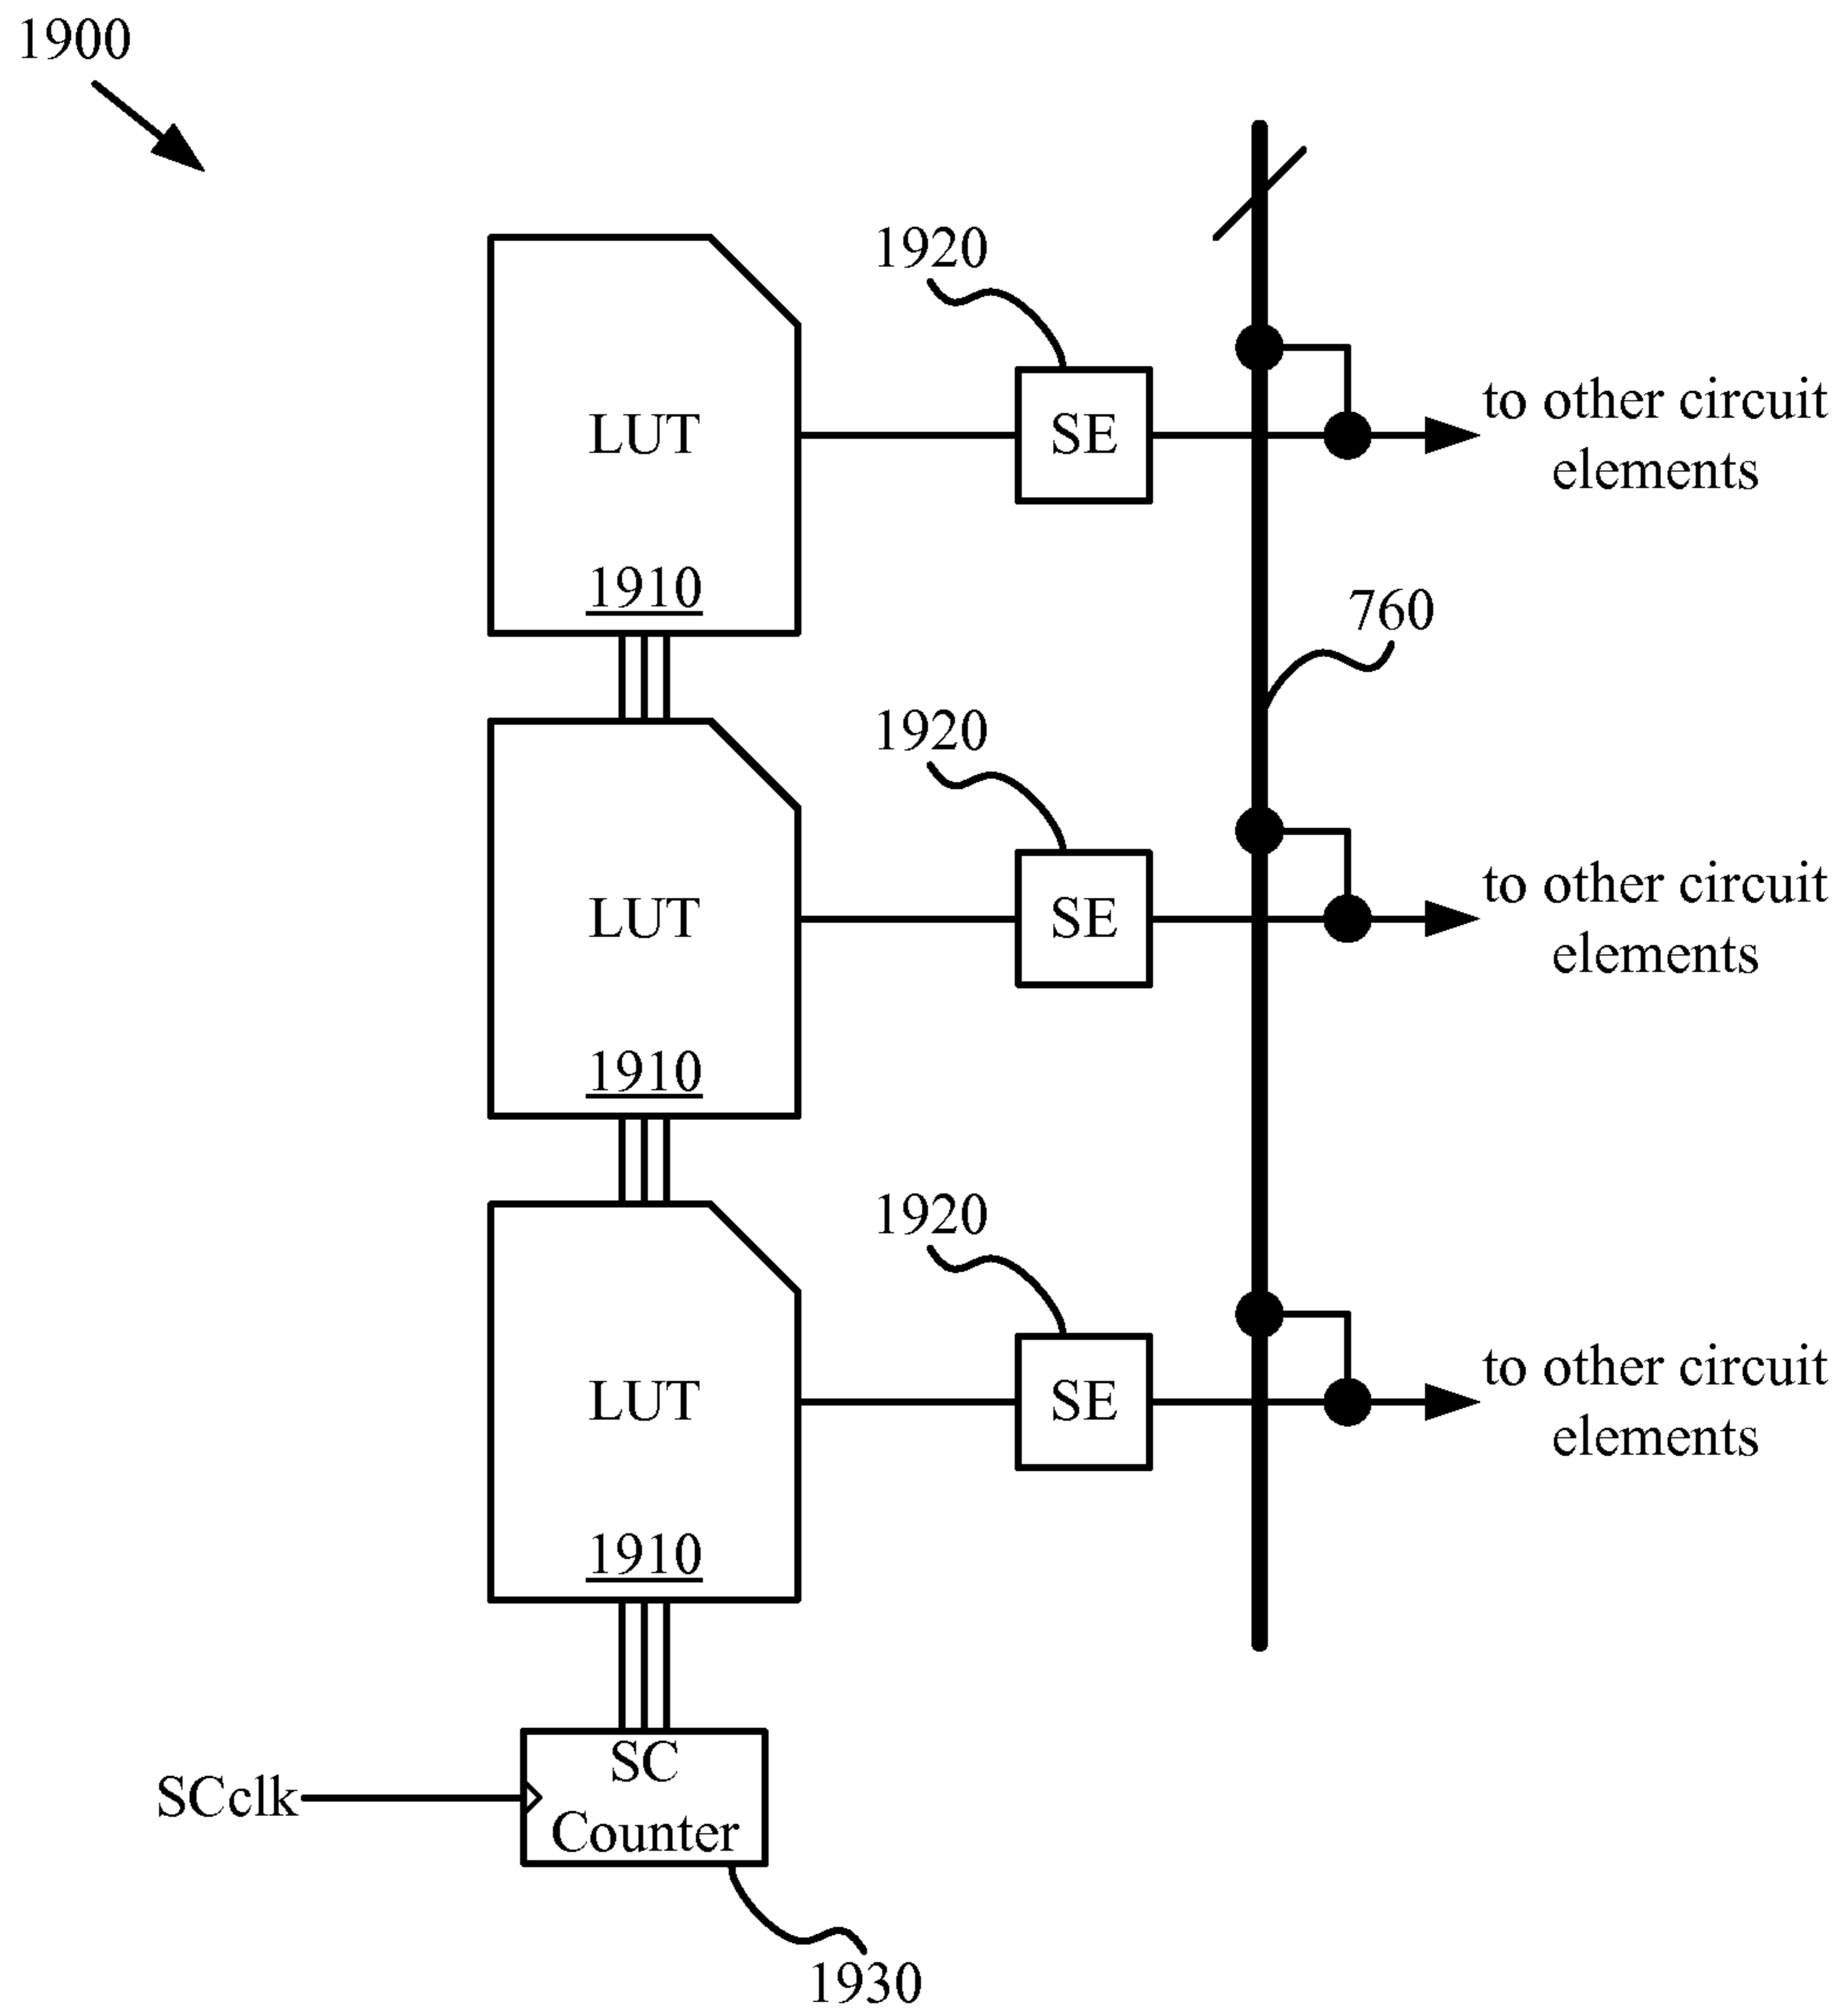 1900
1920
LUT
SE
to other circuit
elements
1910
760
1920
LUT
SE
to other circuit
elements
1910
1920
LUT
SE
to other circuit
elements
1910
SC
SCclk
Counter
1930